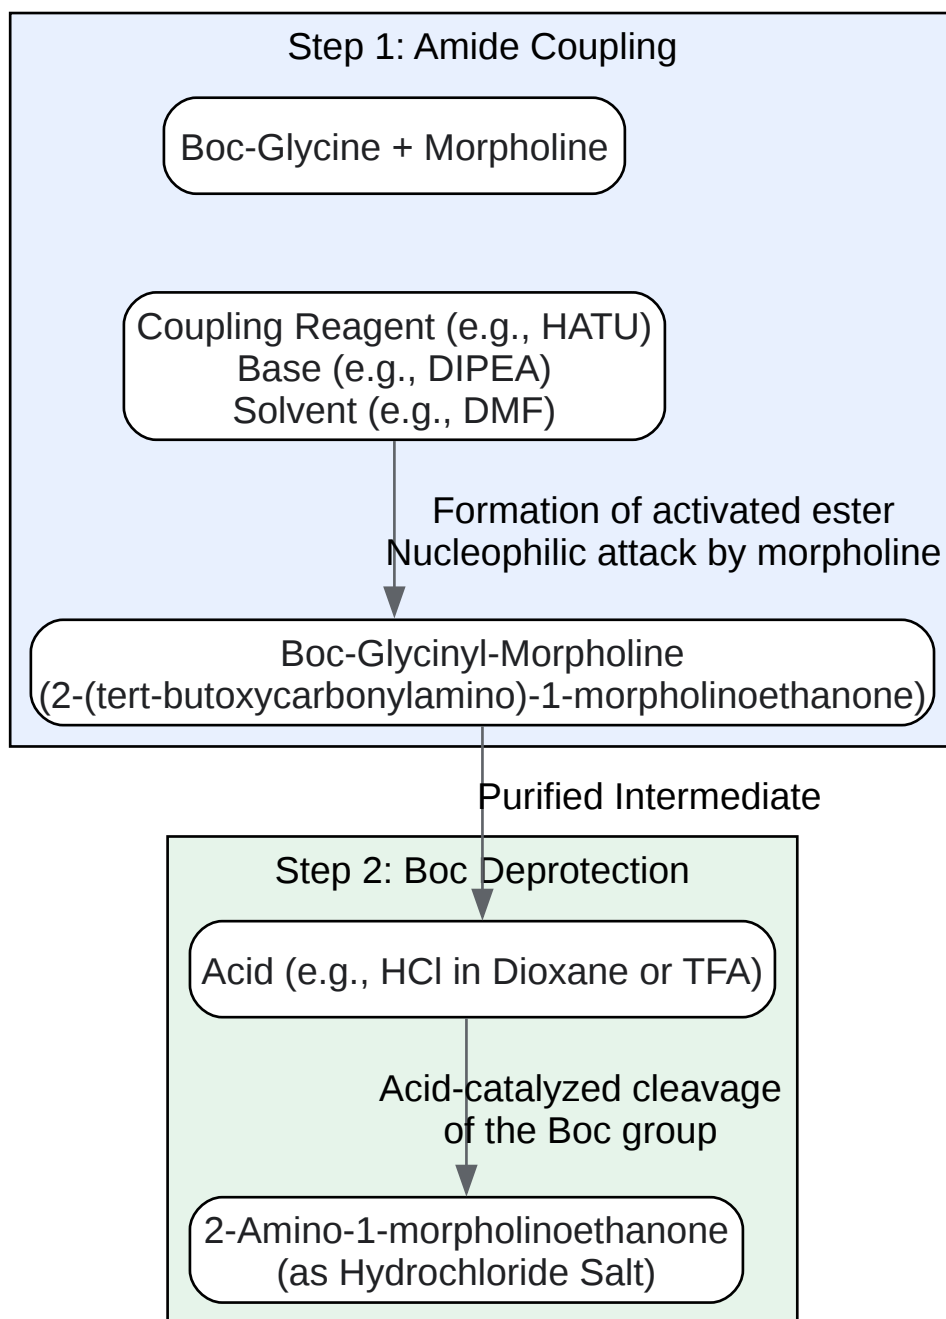 Step 1: Amide Coupling
Boc-Glycine + Morpholine
Coupling Reagent (e.g., HATU)
Base (e.g., DIPEA)
Solvent (e.g., DMF)
Formation of activated ester
Nucleophilic attack by morpholine
Boc-Glycinyl-Morpholine
(2-(tert-butoxycarbonylamino)-1-morpholinoethanone)
Purified Intermediate
Step 2: Boc Deprotection
Acid (e.g., HCl in Dioxane or TFA)
Acid-catalyzed cleavage
of the Boc group
2-Amino-1-morpholinoethanone
(as Hydrochloride Salt)